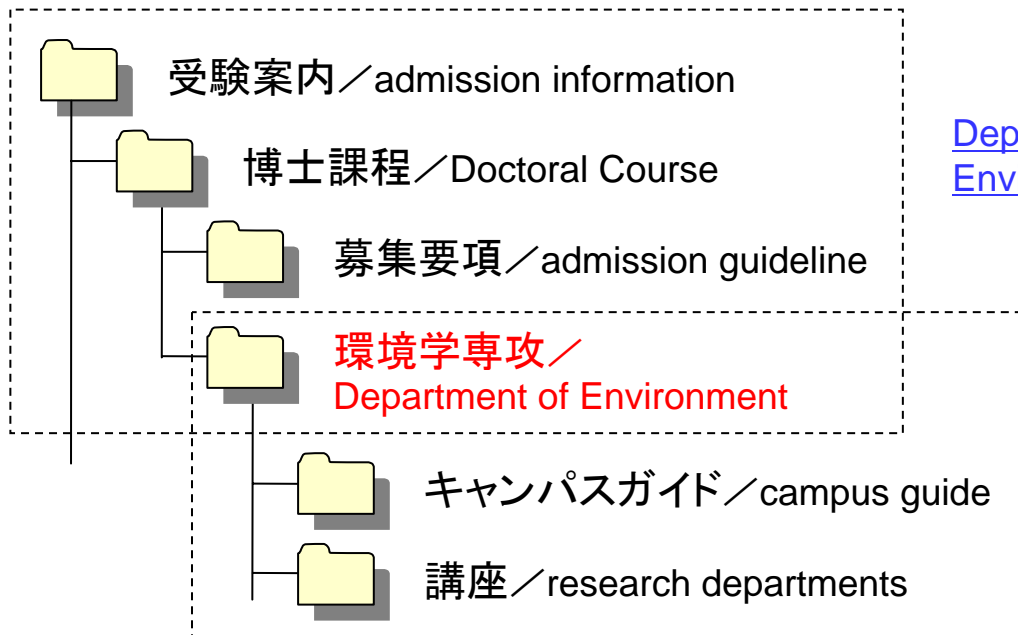 受験案内／admission information
博士課程／Doctoral Course
募集要項／admission guideline
環境学専攻／
Department of Environment
キャンパスガイド／campus guide
講座／research departments